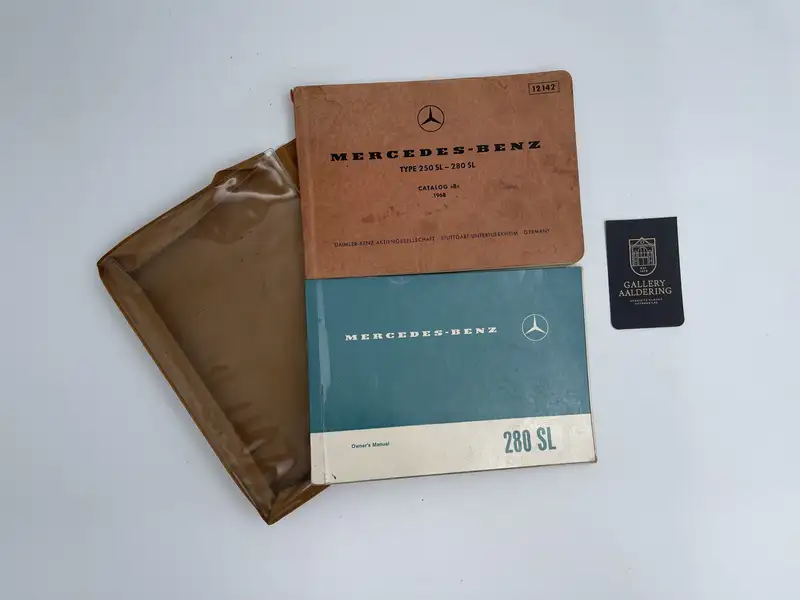 12142
MERCEDES-BENZ
TYPE 250 SL – 280 SL
CATALOG »B«
1968
DAIMLER-BENZ AKTIENGESELLSCHAFT · STUTTGART-UNTERTUERKHEIM · GERMANY
MERCEDES-BENZ
Owner's Manual
280 SL
GALLERY
AALDERING